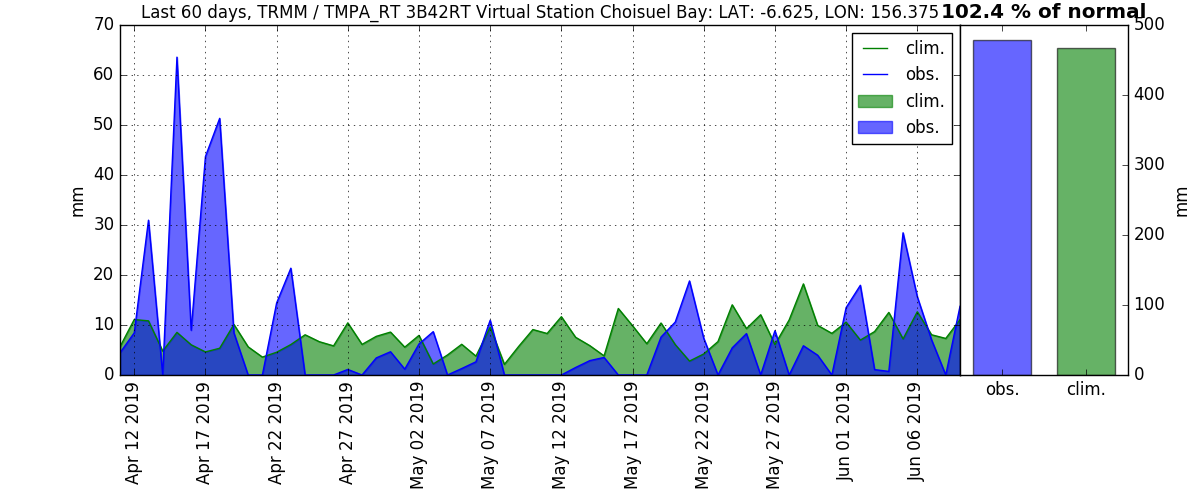 Last 60 days, TRMM / TMPA_RT 3B42RT Virtual Station Choisuel Bay: LAT: -6.625, LON: 156.375
102.4 % of normal
70
60
50
40
30
20
10
0
mm
clim.
obs.
clim.
obs.
Apr 12 2019
Apr 17 2019
Apr 22 2019
Apr 27 2019
May 02 2019
May 07 2019
May 12 2019
May 17 2019
May 22 2019
May 27 2019
Jun 01 2019
Jun 06 2019
500
400
300
200
100
0
mm
obs.
clim.